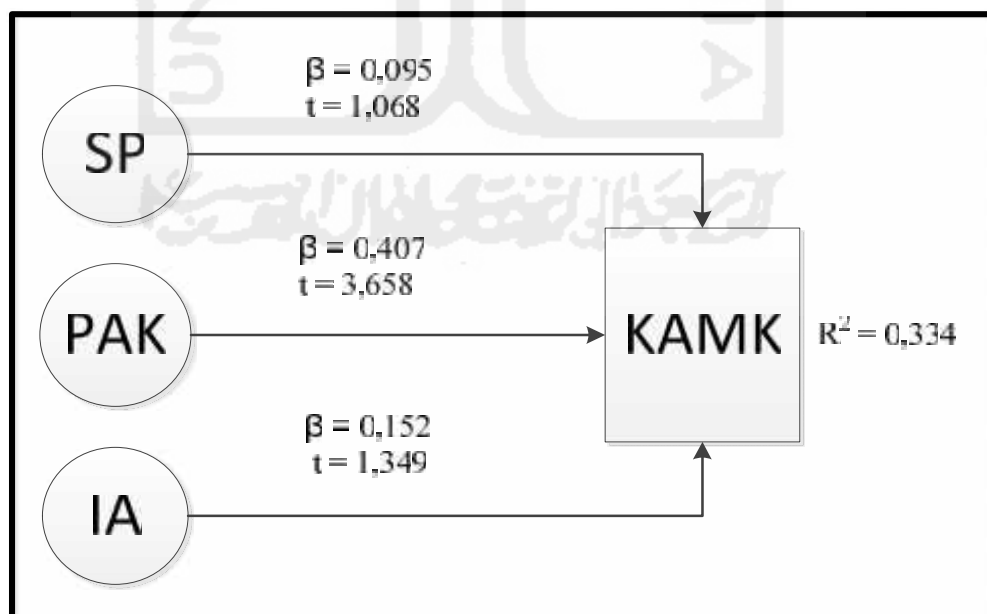 β = 0,095
t = 1,068
SP
β = 0,407
t = 3,658
PAK
KAMK
R² = 0,334
β = 0,152
t = 1,349
IA